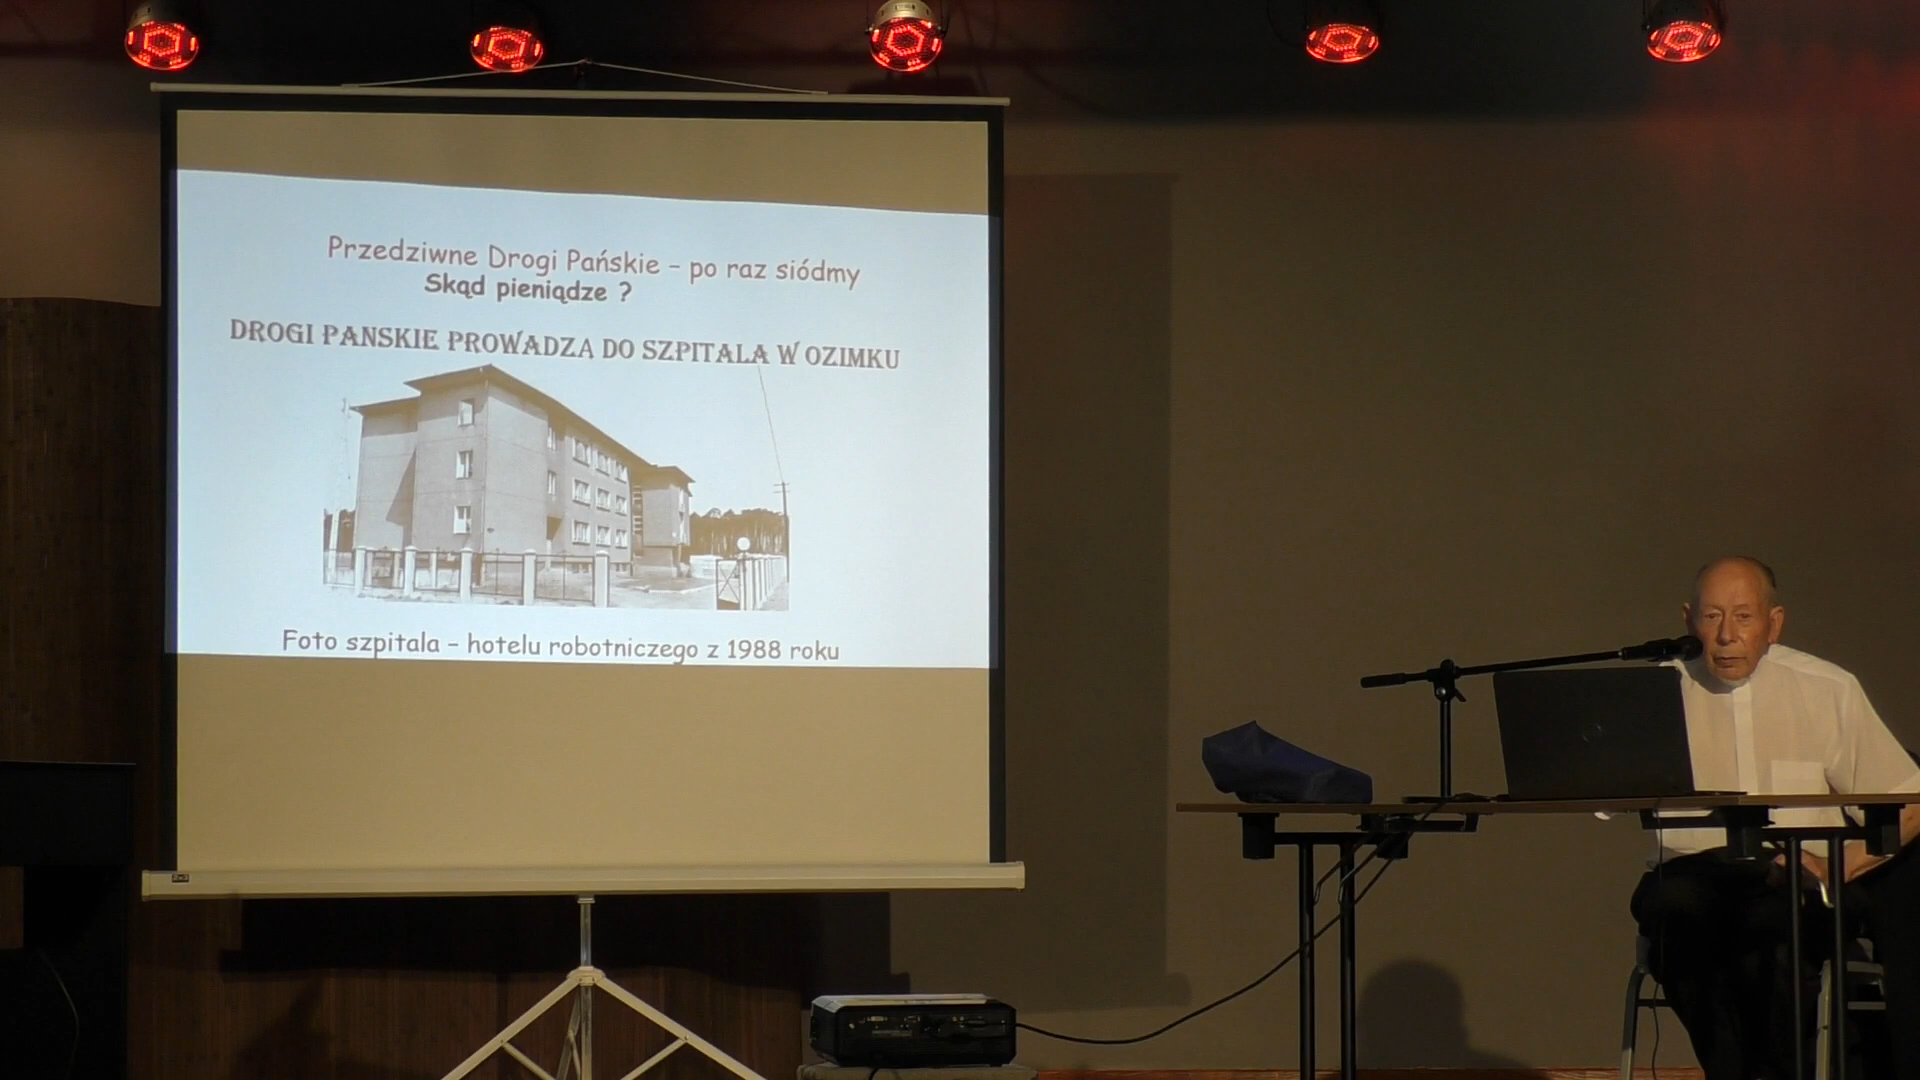 Przedziwne Drogi Pańskie - po raz siódmy
Skąd pieniądze ?
DROGI PANSKIE PROWADZĄ DO SZPITALA W OZIMKU
Foto szpitala - hotelu robotniczego z 1988 roku